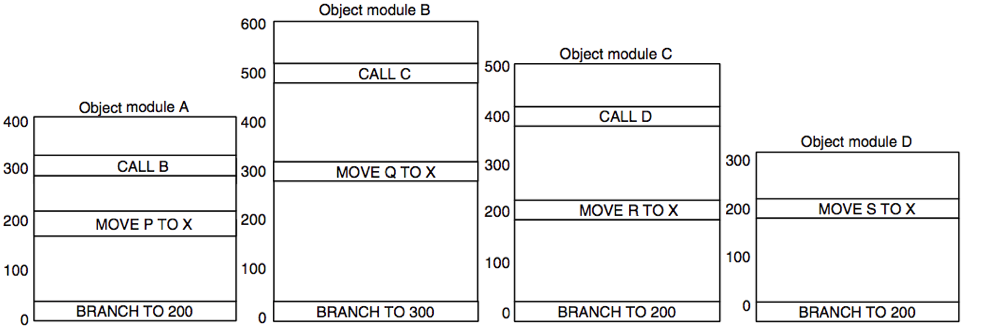 Object module A
400
300
CALL B
200
MOVE P TO X
100
0
BRANCH TO 200
Object module B
600
500
CALL C
400
300
MOVE Q TO X
200
100
0
BRANCH TO 300
Object module C
500
400
CALL D
300
200
MOVE R TO X
100
0
BRANCH TO 200
Object module D
300
200
MOVE S TO X
100
0
BRANCH TO 200